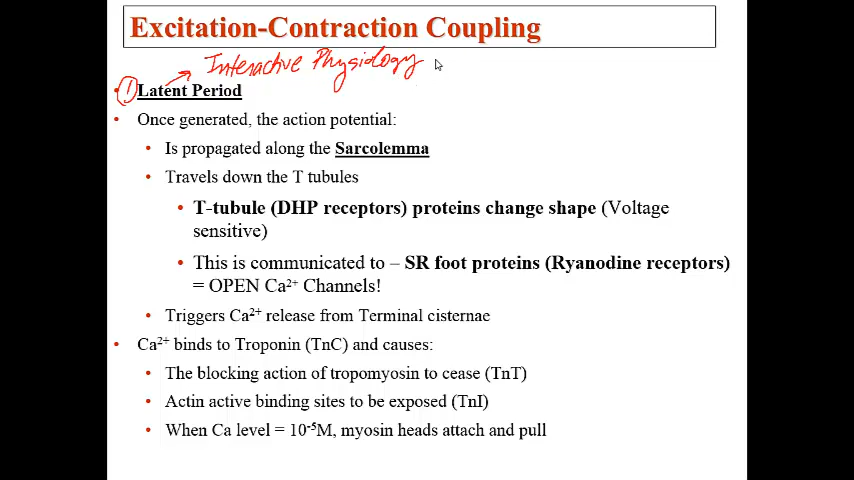 Excitation-Contraction Coupling
Interactive Physiology
1 Latent Period
• Once generated, the action potential:
• Is propagated along the Sarcolemma
• Travels down the T tubules
• T-tubule (DHP receptors) proteins change shape (Voltage
sensitive)
• This is communicated to – SR foot proteins (Ryanodine receptors)
= OPEN Ca²⁺ Channels!
• Triggers Ca²⁺ release from Terminal cisternae
• Ca²⁺ binds to Troponin (TnC) and causes:
• The blocking action of tropomyosin to cease (TnT)
• Actin active binding sites to be exposed (TnI)
• When Ca level = 10⁻⁵M, myosin heads attach and pull